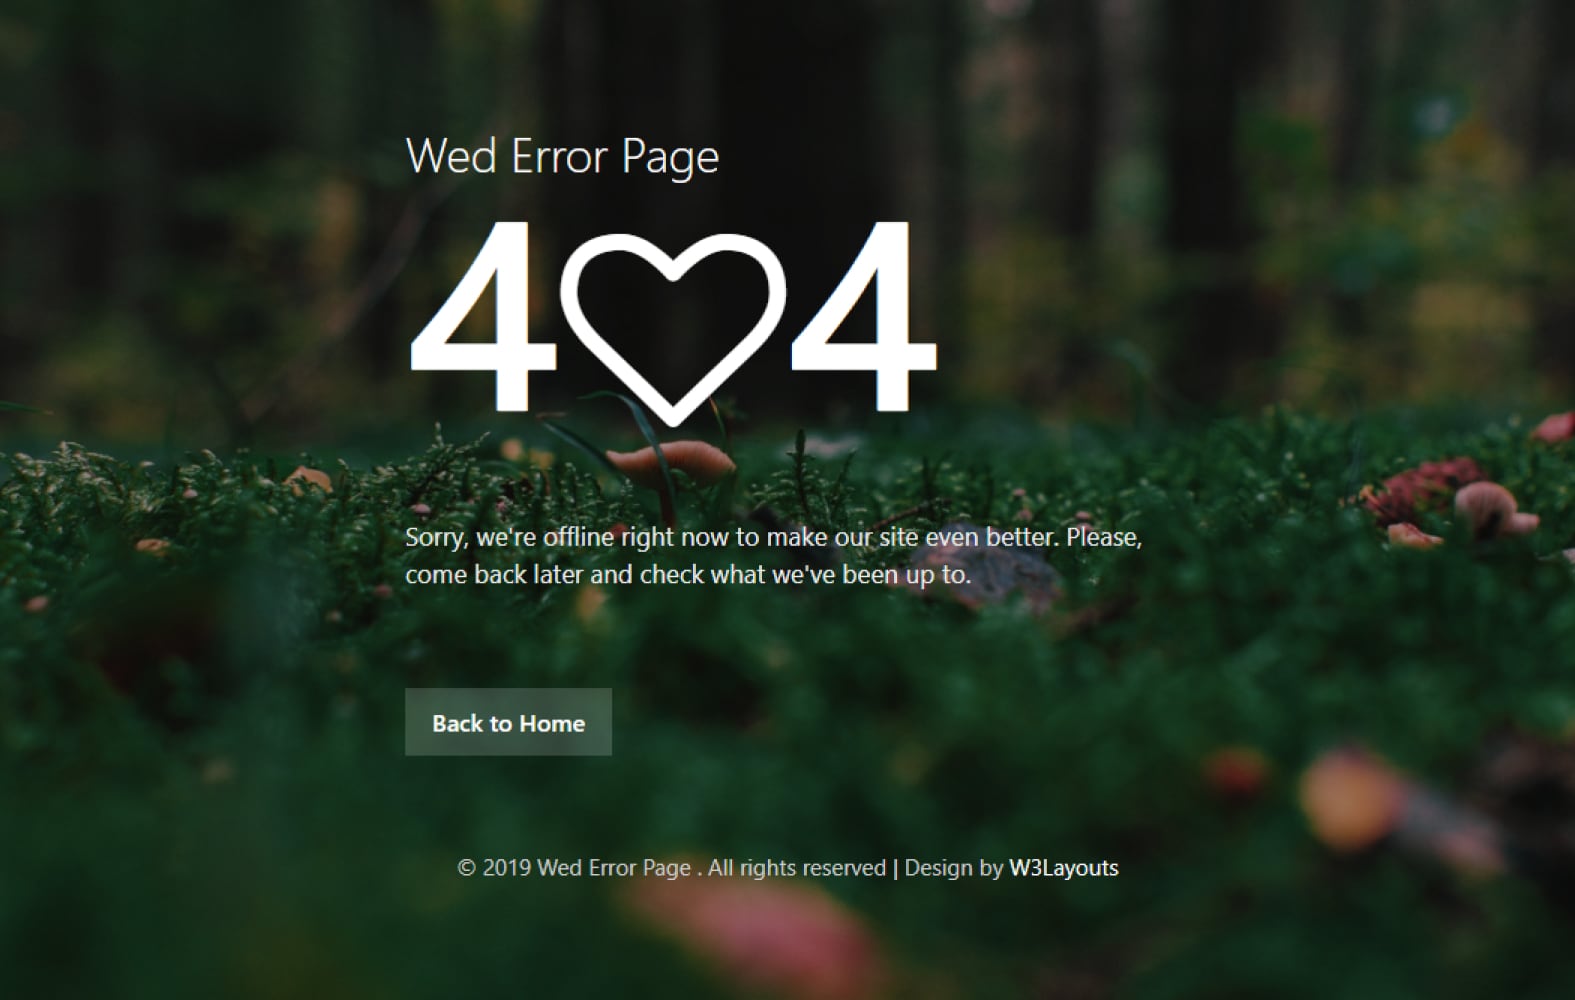 Wed Error Page
4♡4
Sorry, we're offline right now to make our site even better. Please,
come back later and check what we've been up to.
Back to Home
© 2019 Wed Error Page . All rights reserved | Design by W3Layouts